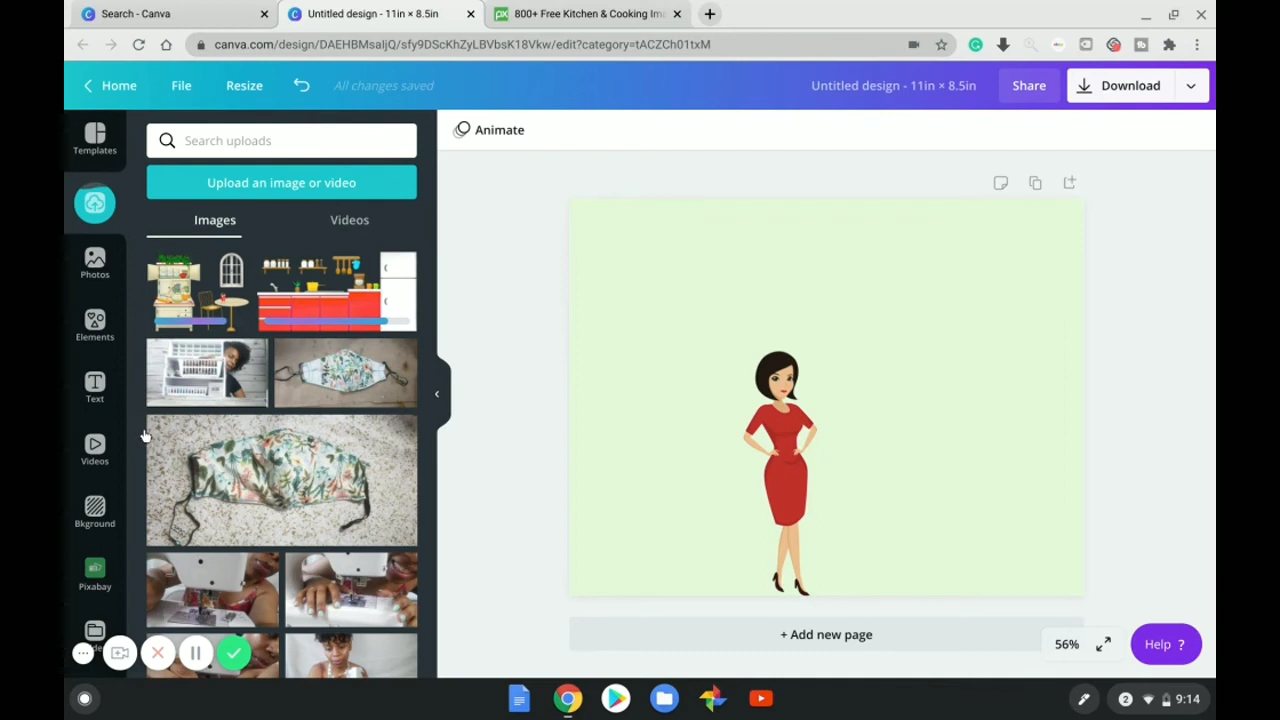 Search - Canva
Untitled design - 11in × 8.5in
800+ Free Kitchen & Cooking Im
canva.com/design/DAEHBMsaljQ/sfy9DScKhZyLBVbsK18Vkw/edit?category=tACZCh01txM
Home
File
Resize
All changes saved
Untitled design - 11in × 8.5in
Share
Download
Templates
Search uploads
Animate
Upload an image or video
Images
Videos
Photos
Elements
Text
Videos
Bkground
Pixabay
+ Add new page
56%
Help ?
2
9:14